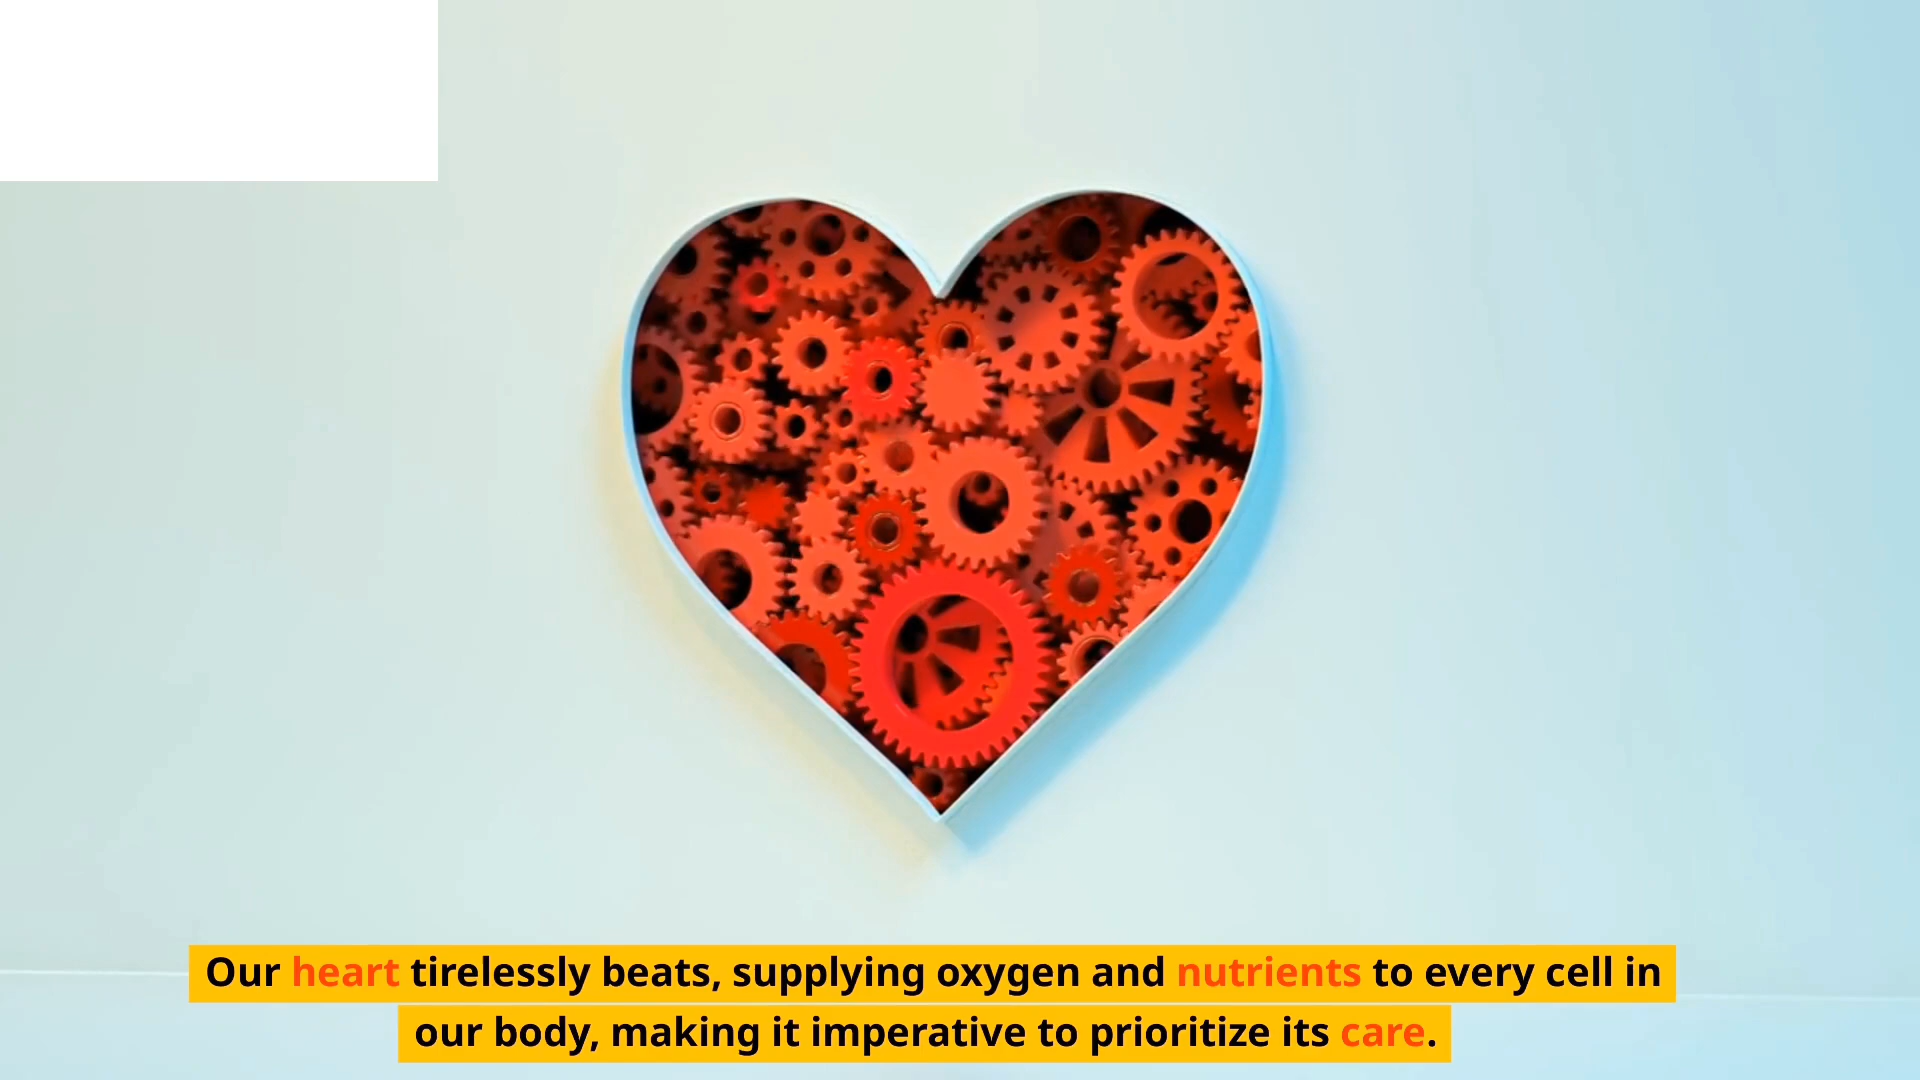 Our heart tirelessly beats, supplying oxygen and nutrients to every cell in
our body, making it imperative to prioritize its care.